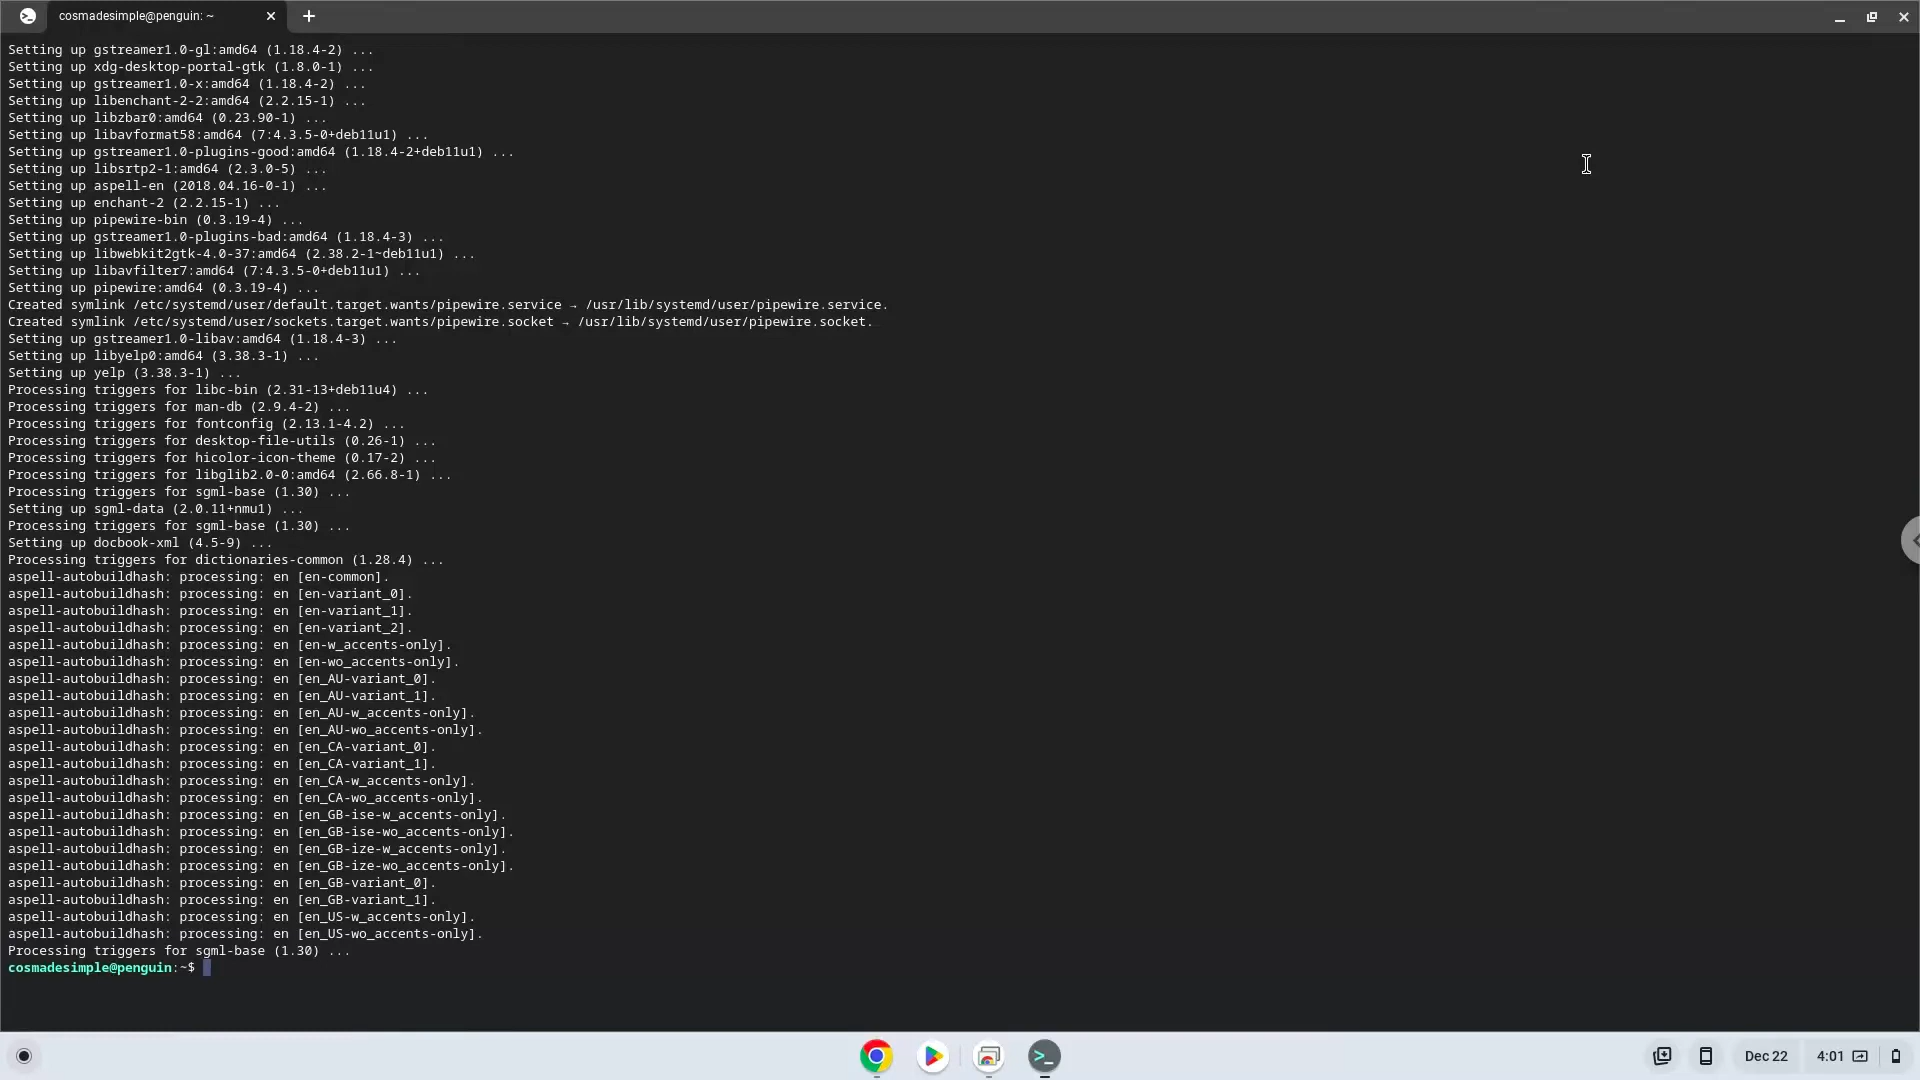 cosmadesimple@penguin: ~
Setting up gstreamer1.0-gl:amd64 (1.18.4-2) ...
Setting up xdg-desktop-portal-gtk (1.8.0-1) ...
Setting up gstreamer1.0-x:amd64 (1.18.4-2) ...
Setting up libenchant-2-2:amd64 (2.2.15-1) ...
Setting up libzbar0:amd64 (0.23.90-1) ...
Setting up libavformat58:amd64 (7:4.3.5-0+deb11u1) ...
Setting up gstreamer1.0-plugins-good:amd64 (1.18.4-2+deb11u1) ...
Setting up libsrtp2-1:amd64 (2.3.0-5) ...
Setting up aspell-en (2018.04.16-0-1) ...
Setting up enchant-2 (2.2.15-1) ...
Setting up pipewire-bin (0.3.19-4) ...
Setting up gstreamer1.0-plugins-bad:amd64 (1.18.4-3) ...
Setting up libwebkit2gtk-4.0-37:amd64 (2.38.2-1~deb11u1) ...
Setting up libavfilter7:amd64 (7:4.3.5-0+deb11u1) ...
Setting up pipewire:amd64 (0.3.19-4) ...
Created symlink /etc/systemd/user/default.target.wants/pipewire.service → /usr/lib/systemd/user/pipewire.service.
Created symlink /etc/systemd/user/sockets.target.wants/pipewire.socket → /usr/lib/systemd/user/pipewire.socket.
Setting up gstreamer1.0-libav:amd64 (1.18.4-3) ...
Setting up libyelp0:amd64 (3.38.3-1) ...
Setting up yelp (3.38.3-1) ...
Processing triggers for libc-bin (2.31-13+deb11u4) ...
Processing triggers for man-db (2.9.4-2) ...
Processing triggers for fontconfig (2.13.1-4.2) ...
Processing triggers for desktop-file-utils (0.26-1) ...
Processing triggers for hicolor-icon-theme (0.17-2) ...
Processing triggers for libglib2.0-0:amd64 (2.66.8-1) ...
Processing triggers for sgml-base (1.30) ...
Setting up sgml-data (2.0.11+nmu1) ...
Processing triggers for sgml-base (1.30) ...
Setting up docbook-xml (4.5-9) ...
Processing triggers for dictionaries-common (1.28.4) ...
aspell-autobuildhash: processing: en [en-common].
aspell-autobuildhash: processing: en [en-variant_0].
aspell-autobuildhash: processing: en [en-variant_1].
aspell-autobuildhash: processing: en [en-variant_2].
aspell-autobuildhash: processing: en [en-w_accents-only].
aspell-autobuildhash: processing: en [en-wo_accents-only].
aspell-autobuildhash: processing: en [en_AU-variant_0].
aspell-autobuildhash: processing: en [en_AU-variant_1].
aspell-autobuildhash: processing: en [en_AU-w_accents-only].
aspell-autobuildhash: processing: en [en_AU-wo_accents-only].
aspell-autobuildhash: processing: en [en_CA-variant_0].
aspell-autobuildhash: processing: en [en_CA-variant_1].
aspell-autobuildhash: processing: en [en_CA-w_accents-only].
aspell-autobuildhash: processing: en [en_CA-wo_accents-only].
aspell-autobuildhash: processing: en [en_GB-ise-w_accents-only].
aspell-autobuildhash: processing: en [en_GB-ise-wo_accents-only].
aspell-autobuildhash: processing: en [en_GB-ize-w_accents-only].
aspell-autobuildhash: processing: en [en_GB-ize-wo_accents-only].
aspell-autobuildhash: processing: en [en_GB-variant_0].
aspell-autobuildhash: processing: en [en_GB-variant_1].
aspell-autobuildhash: processing: en [en_US-w_accents-only].
aspell-autobuildhash: processing: en [en_US-wo_accents-only].
Processing triggers for sgml-base (1.30) ...
cosmadesimple@penguin:~$
Dec 22 4:01